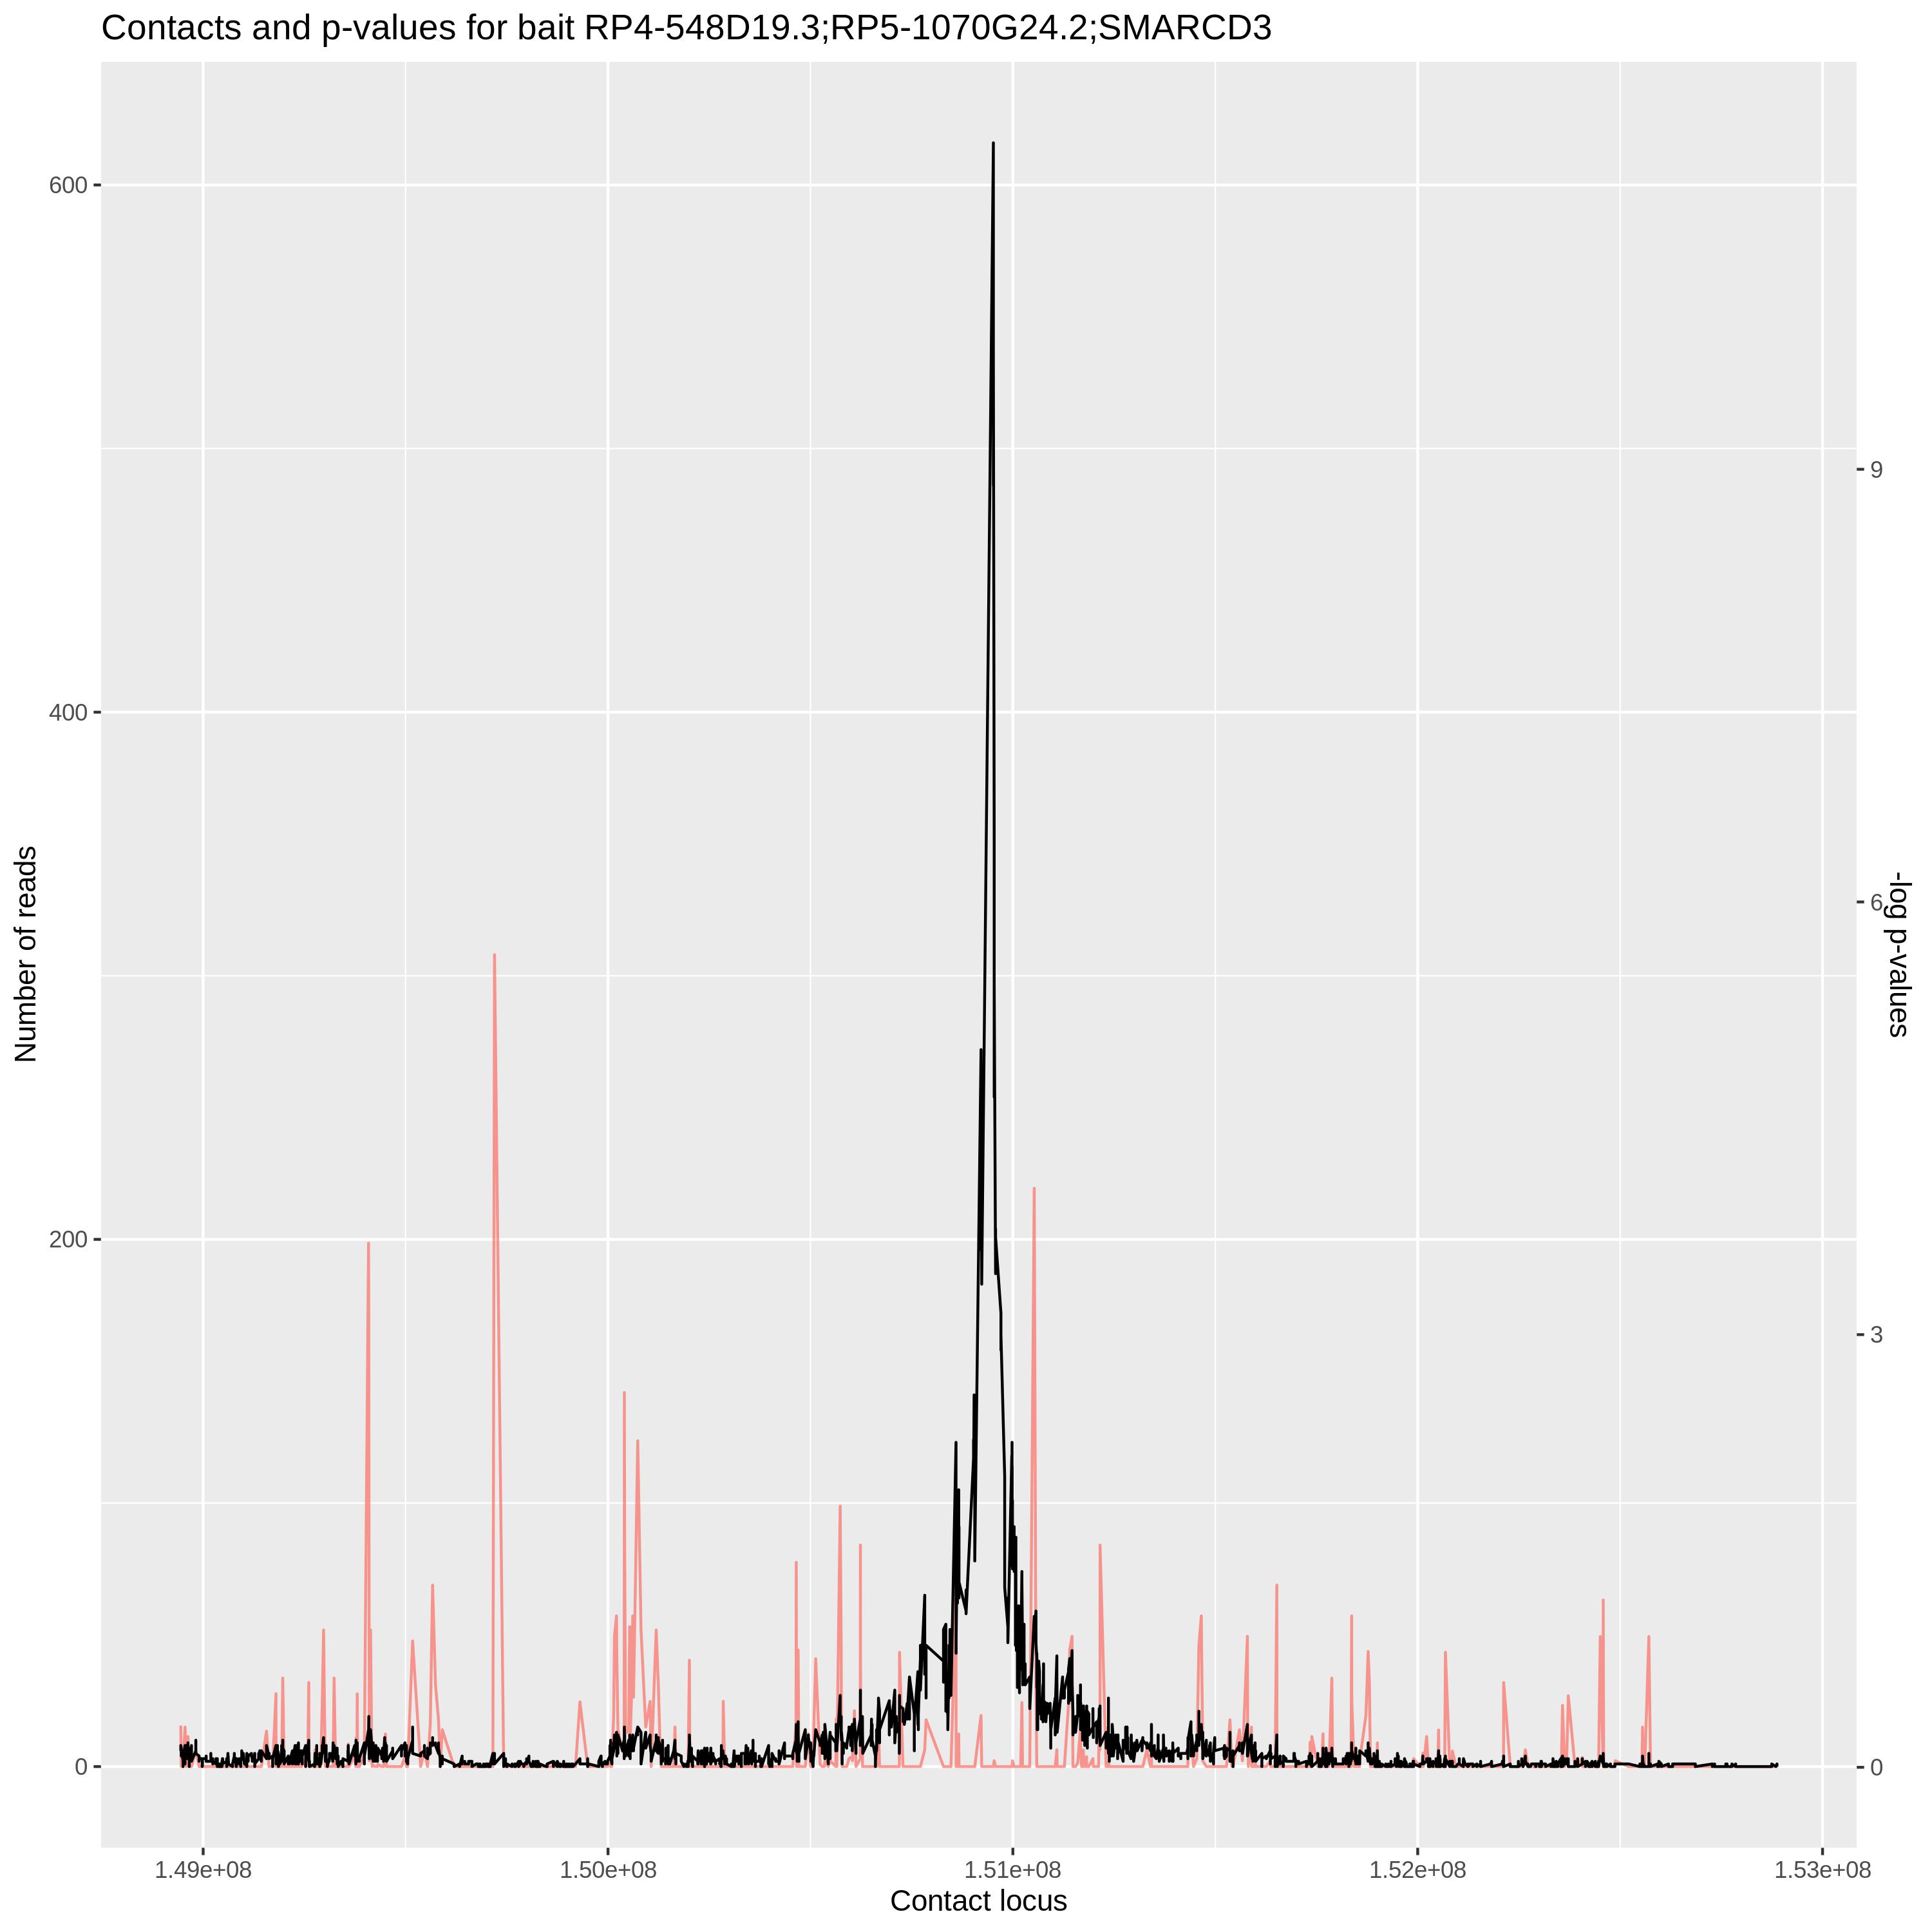 Contacts and p-values for bait RP4-548D19.3;RP5-1070G24.2;SMARCD3
600
400
200
0
Number of reads
9
6
3
0
-log p-values
1.49e+08 1.50e+08 1.51e+08 1.52e+08 1.53e+08
Contact locus